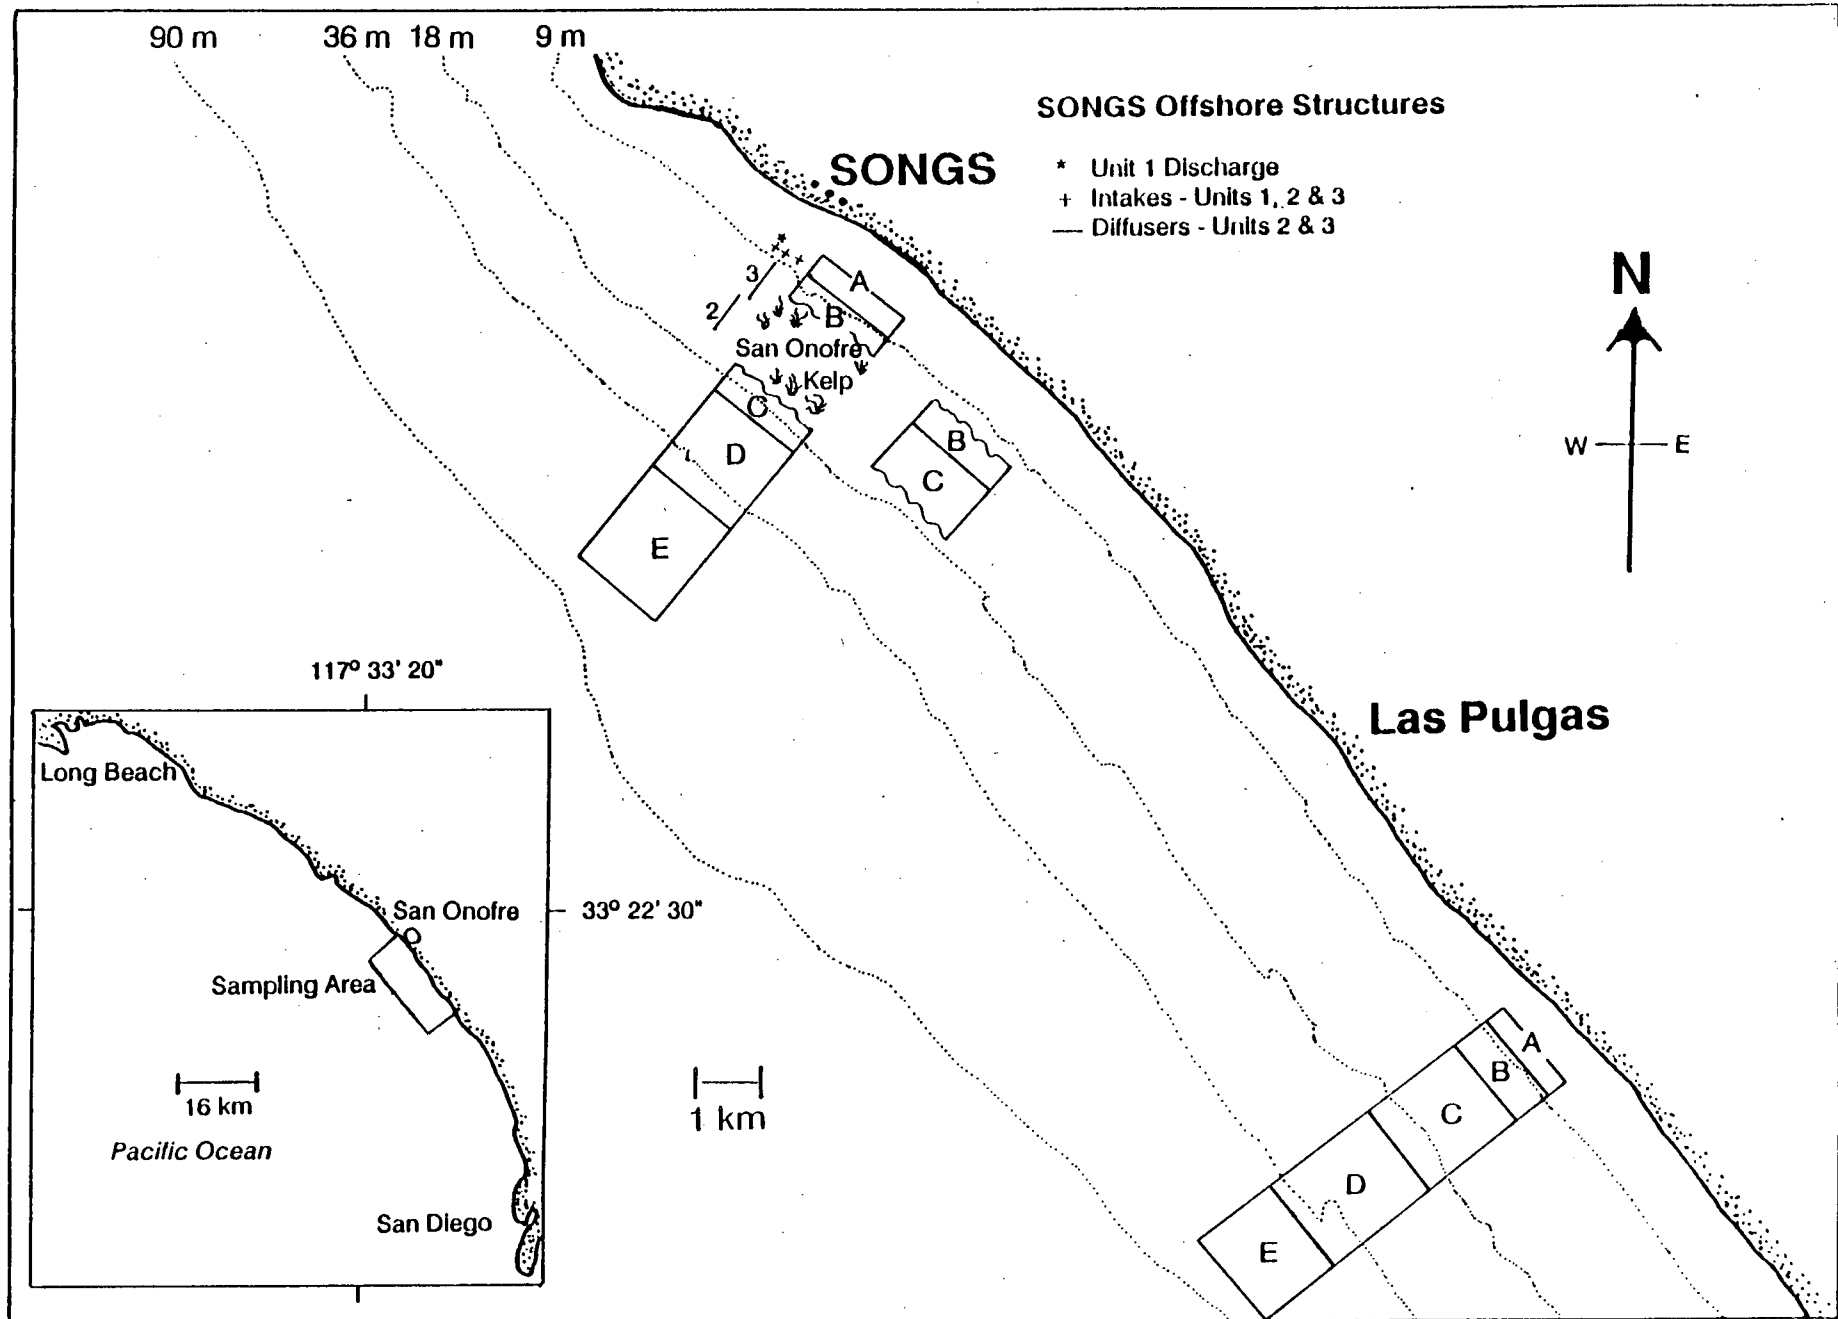 90 m 36 m 18 m 9 m
SONGS Offshore Structures
* Unit 1 Discharge
+ Intakes - Units 1, 2 & 3
— Diffusers - Units 2 & 3
SONGS
N
W E
3
2
A
B
San Onofre
Kelp
C
D
E
B
C
Las Pulgas
117° 33' 20"
Long Beach
San Onofre
33° 22' 30"
Sampling Area
16 km
Pacific Ocean
San Diego
1 km
A
B
C
D
E